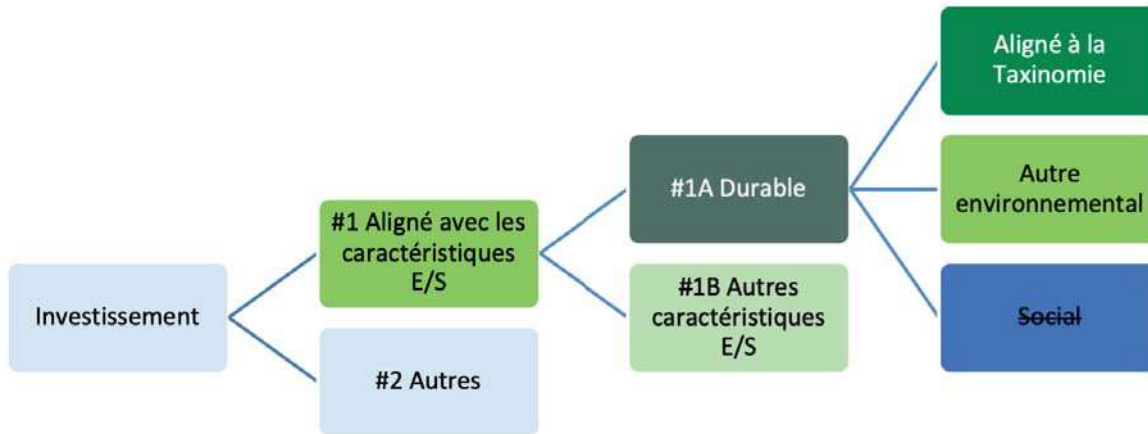 Investissement
#1 Aligné avec les
caractéristiques
E/S
#2 Autres
#1A Durable
#1B Autres
caractéristiques
E/S
Aligné à la
Taxinomie
Autre
environnemental
Social